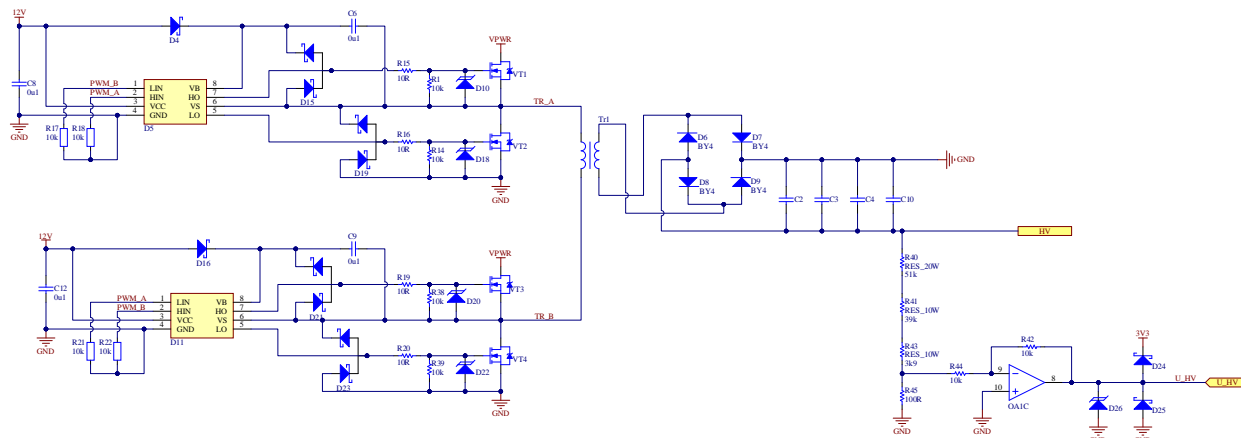 12V
D4
C6
0u1
C8
0u1
PWM_B
PWM_A
1
2
3
4
LIN
HIN
VCC
GND
VB
HO
VS
LO
8
7
6
5
D5
R17
10k
R18
10k
GND
D15
D19
R15
10R
R1
10k
D10
VPWR
VT1
R16
10R
R14
10k
D18
VT2
GND
TR_A
Tr1
D6
BY4
D7
BY4
D8
BY4
D9
BY4
C2
C3
C4
C10
GND
HV
12V
D16
C9
0u1
C12
0u1
PWM_A
PWM_B
1
2
3
4
LIN
HIN
VCC
GND
VB
HO
VS
LO
8
7
6
5
D11
R21
10k
R22
10k
GND
D21
D23
R19
10R
R38
10k
D20
VPWR
VT3
R20
10R
R39
10k
D22
VT4
GND
TR_B
R40
RES_20W
51k
R41
RES_10W
39k
R43
RES_10W
3k9
R45
100R
GND
R44
10k
R42
10k
9
10
8
OA1C
GND
D26
3V3
D24
D25
U_HV
U_HV